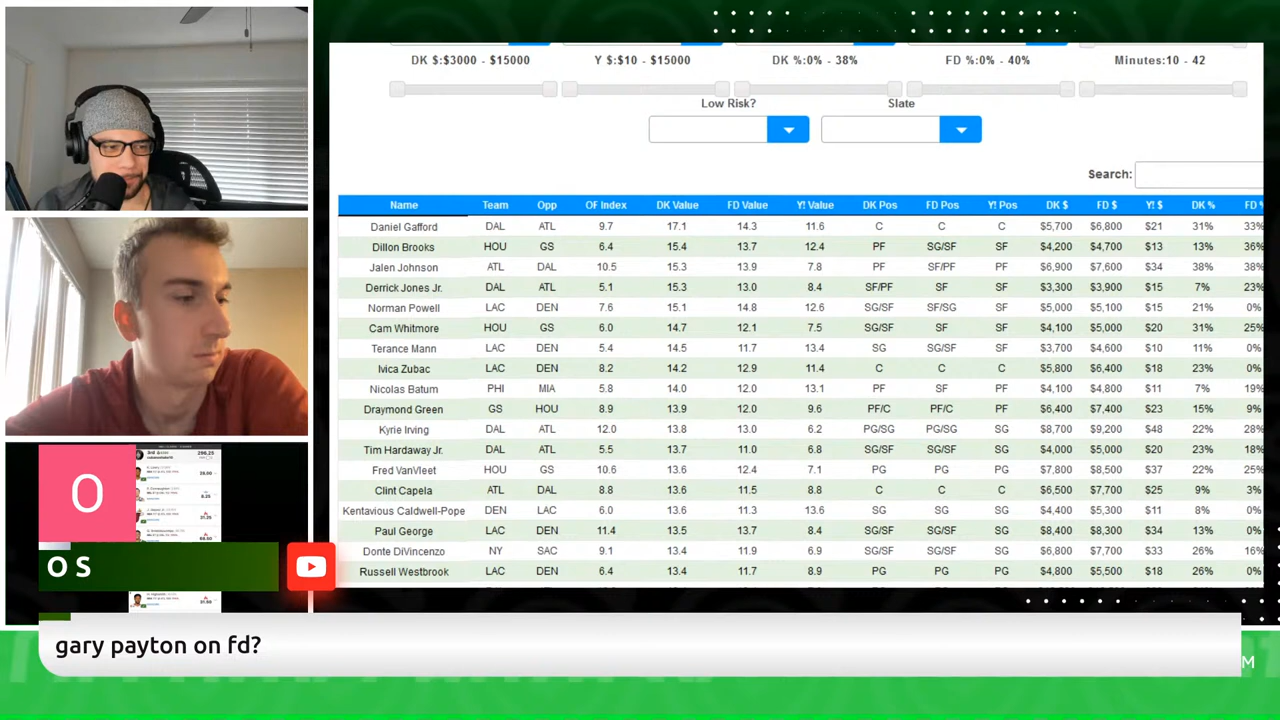 DK $:$3000 - $15000 Y $:$10 - $15000 DK %:0% - 38% FD %:0% - 40% Minutes:10 - 42
Low Risk? Slate
Search:
Name Team Opp OF Index DK Value FD Value Y! Value DK Pos FD Pos Y! Pos DK $ FD $ Y! $ DK % FD %
Daniel Gafford DAL ATL 9.6 17.1 14.3 11.6 C C C $5,700 $6,800 $21 31% 33%
Dillon Brooks HOU GS 6.4 15.4 13.7 12.4 PF SG/SF SF $4,200 $4,700 $13 13% 36%
Jalen Johnson ATL DAL 10.5 15.3 13.9 7.8 PF SF/PF PF $6,900 $7,600 $34 38% 38%
Derrick Jones Jr. DAL ATL 5.1 15.3 13.0 8.4 SF/PF SF SF $3,300 $3,900 $15 7% 23%
Norman Powell LAC DEN 7.6 15.1 14.8 12.6 SG/SF SF/SG SF $5,000 $5,100 $15 21% 0%
Cam Whitmore HOU GS 6.0 14.7 12.1 7.5 SG/SF SF SF $4,100 $5,000 $20 31% 25%
Terance Mann LAC DEN 5.4 14.5 11.7 13.4 SG SG/SF SF $3,700 $4,600 $10 11% 0%
Ivica Zubac LAC DEN 8.2 14.2 12.9 11.4 C C C $5,800 $6,400 $18 23% 0%
Nicolas Batum PHI MIA 5.8 14.0 12.0 13.1 PF SF PF $4,100 $4,800 $11 7% 19%
Draymond Green GS HOU 8.9 13.9 12.0 9.6 PF/C PF/C PF $6,400 $7,400 $23 15% 9%
Kyrie Irving DAL ATL 12.0 13.8 13.0 6.2 PG/SG PG/SG SG $8,700 $9,200 $48 22% 28%
Tim Hardaway Jr. DAL ATL 5.5 13.7 11.0 6.8 SG/SF SG/SF SG $4,000 $5,000 $20 23% 18%
Fred VanVleet HOU GS 10.6 13.6 12.4 7.1 PG PG PG $7,800 $8,500 $37 22% 25%
Clint Capela ATL DAL 8.8 13.6 11.5 8.8 C C C $6,500 $7,700 $25 9% 3%
Kentavious Caldwell-Pope DEN LAC 6.0 13.6 11.3 13.6 SG SG SG $4,400 $5,300 $11 8% 0%
Paul George LAC DEN 13.5 13.7 8.4 SG/SF SG $8,300 $34 13% 0%
Donte DiVincenzo NY SAC 9.1 13.4 11.9 6.9 SG/SF SG/SF SG $6,800 $7,700 $33 26% 16%
Russell Westbrook LAC DEN 13.4 8.9 PG PG PG $4,800 $5,500 $18 26% 0%
O
O S
gary payton on fd?